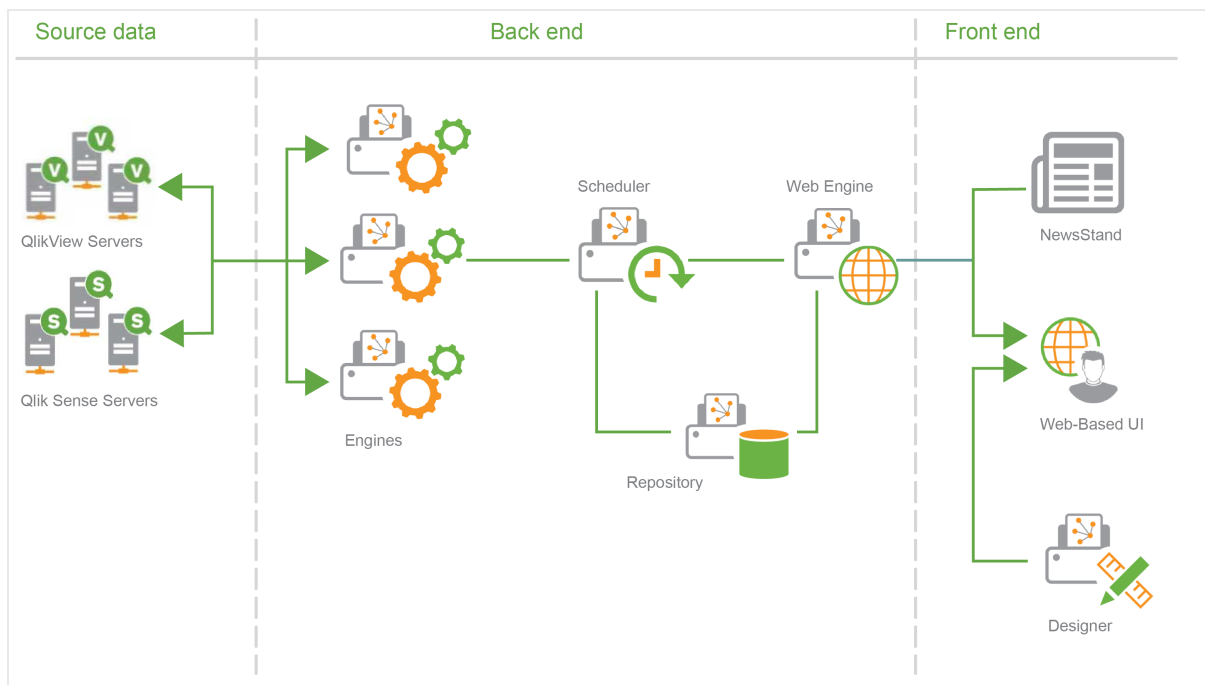 Source data
Back end
Front end
V
V
V
QlikView Servers
S
S
S
Qlik Sense Servers
Engines
Scheduler
Web Engine
Repository
NewsStand
Web-Based UI
Designer